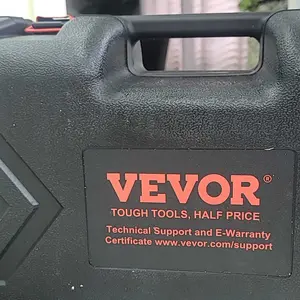 VEVOR®
TOUGH TOOLS, HALF PRICE
Technical Support and E-Warranty
Certificate www.vevor.com/support